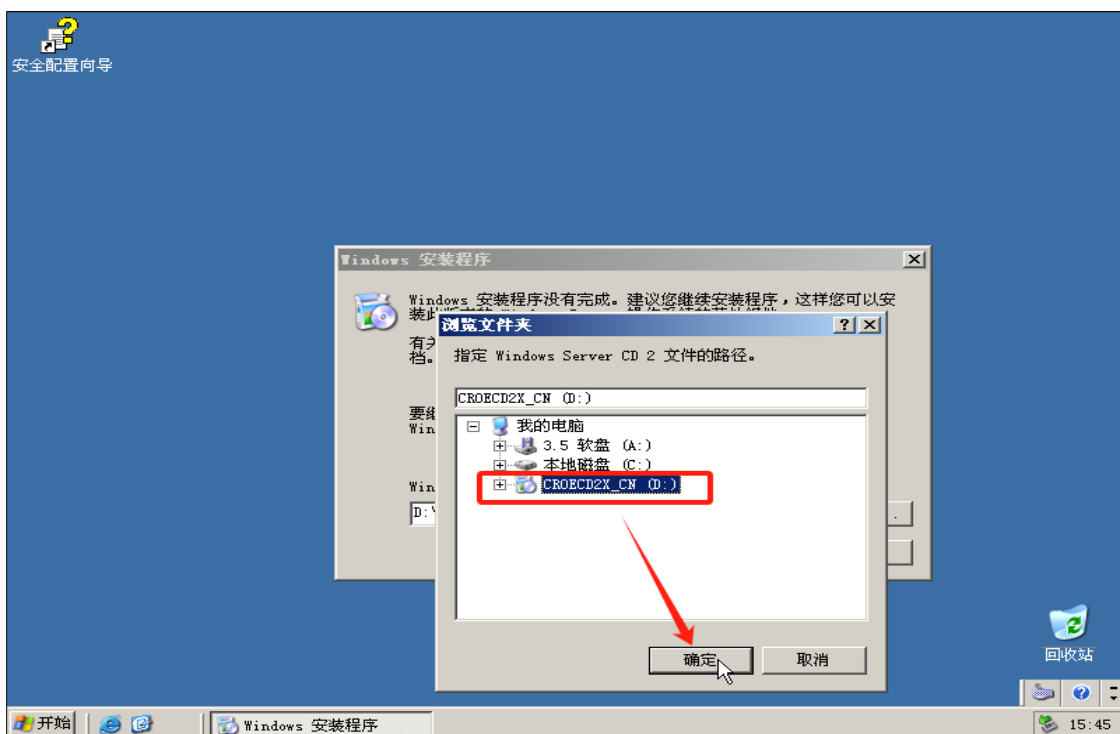 安全配置向导
Windows 安装程序
Windows 安装程序没有完成。建议您继续安装程序，这样您可以安
装此
浏览文件夹
有关
档。
指定 Windows Server CD 2 文件的路径。
CROECD2X_CN (D:)
要继
Win
我的电脑
3.5 软盘 (A:)
本地磁盘 (C:)
CROECD2X_CN (D:)
Win
D:\
确定
取消
回收站
开始
Windows 安装程序
15:45